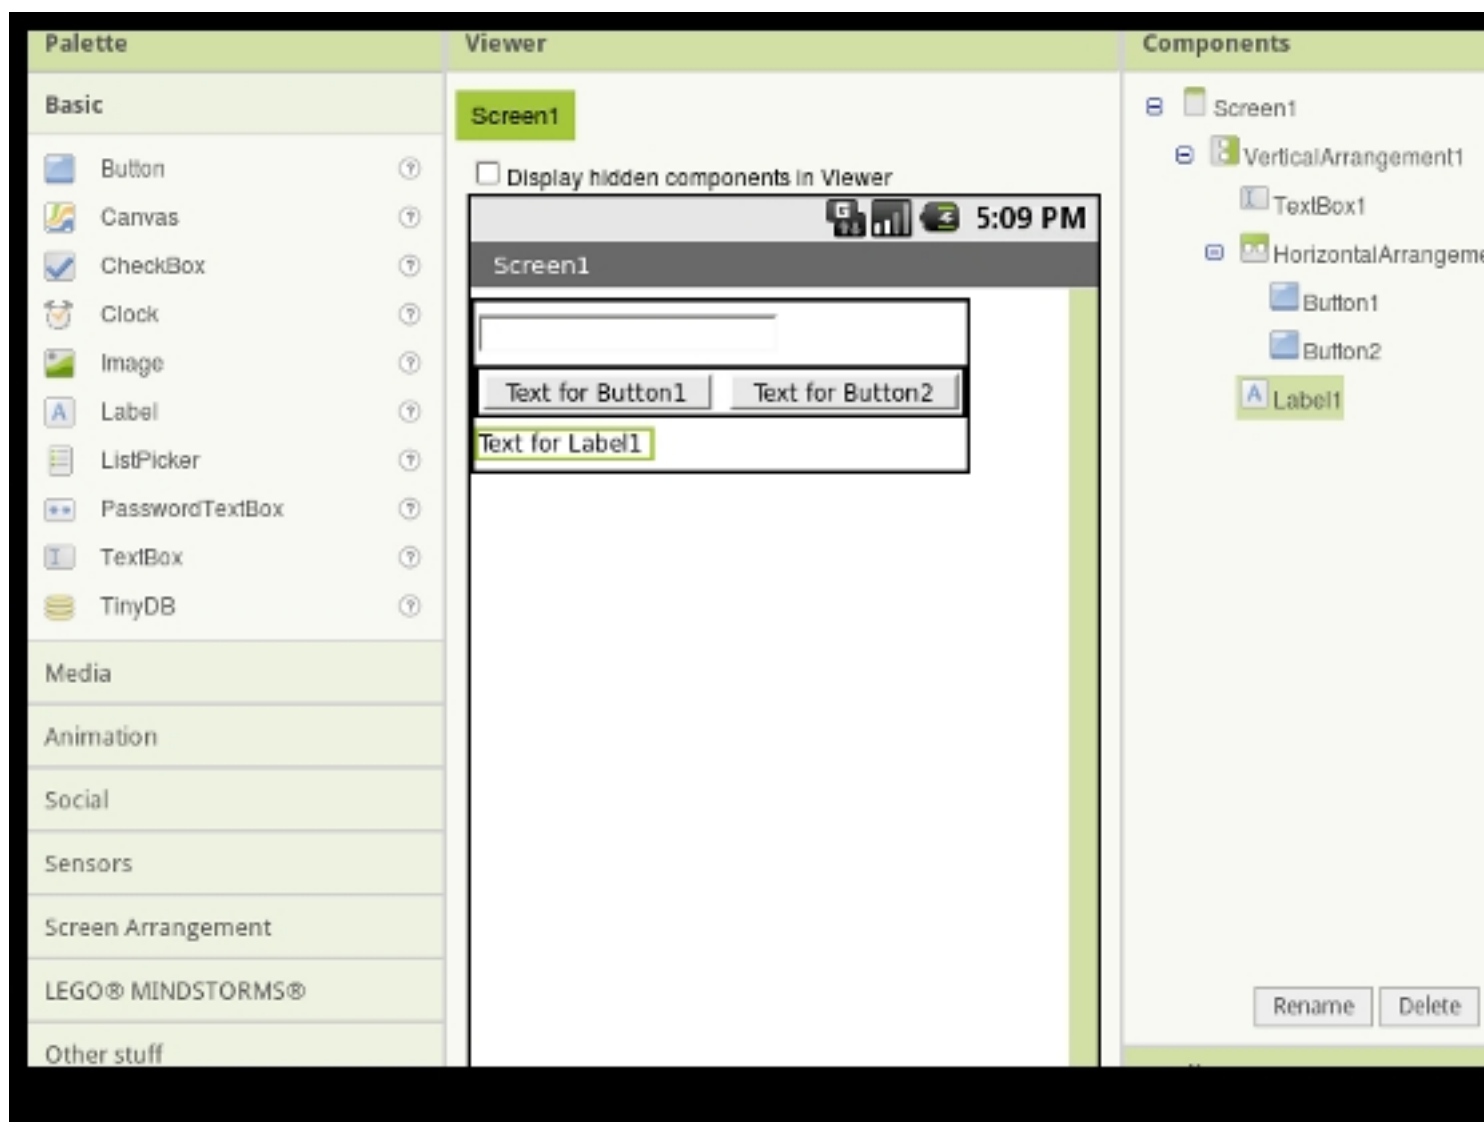 Palette
Basic
Button
Canvas
CheckBox
Clock
Image
Label
ListPicker
PasswordTextBox
TextBox
TinyDB
Media
Animation
Social
Sensors
Screen Arrangement
LEGO® MINDSTORMS®
Other stuff
Viewer
Screen1
Display hidden components in Viewer
5:09 PM
Screen1
Text for Button1 Text for Button2
Text for Label1
Components
Screen1
VerticalArrangement1
TextBox1
HorizontalArrangeme
Button1
Button2
Label1
Rename Delete